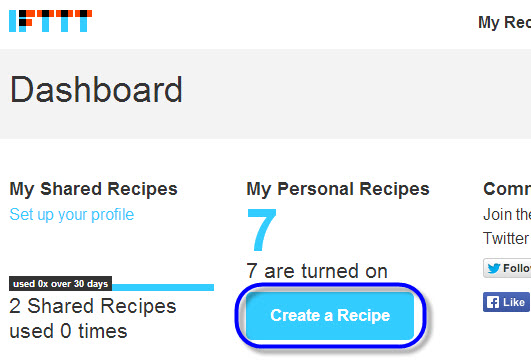 IFTTT
My Rec
Dashboard
My Shared Recipes
Set up your profile
used 0x over 30 days
2 Shared Recipes
used 0 times
My Personal Recipes
7
7 are turned on
Create a Recipe
Comm
Join the
Twitter
Follo
Like